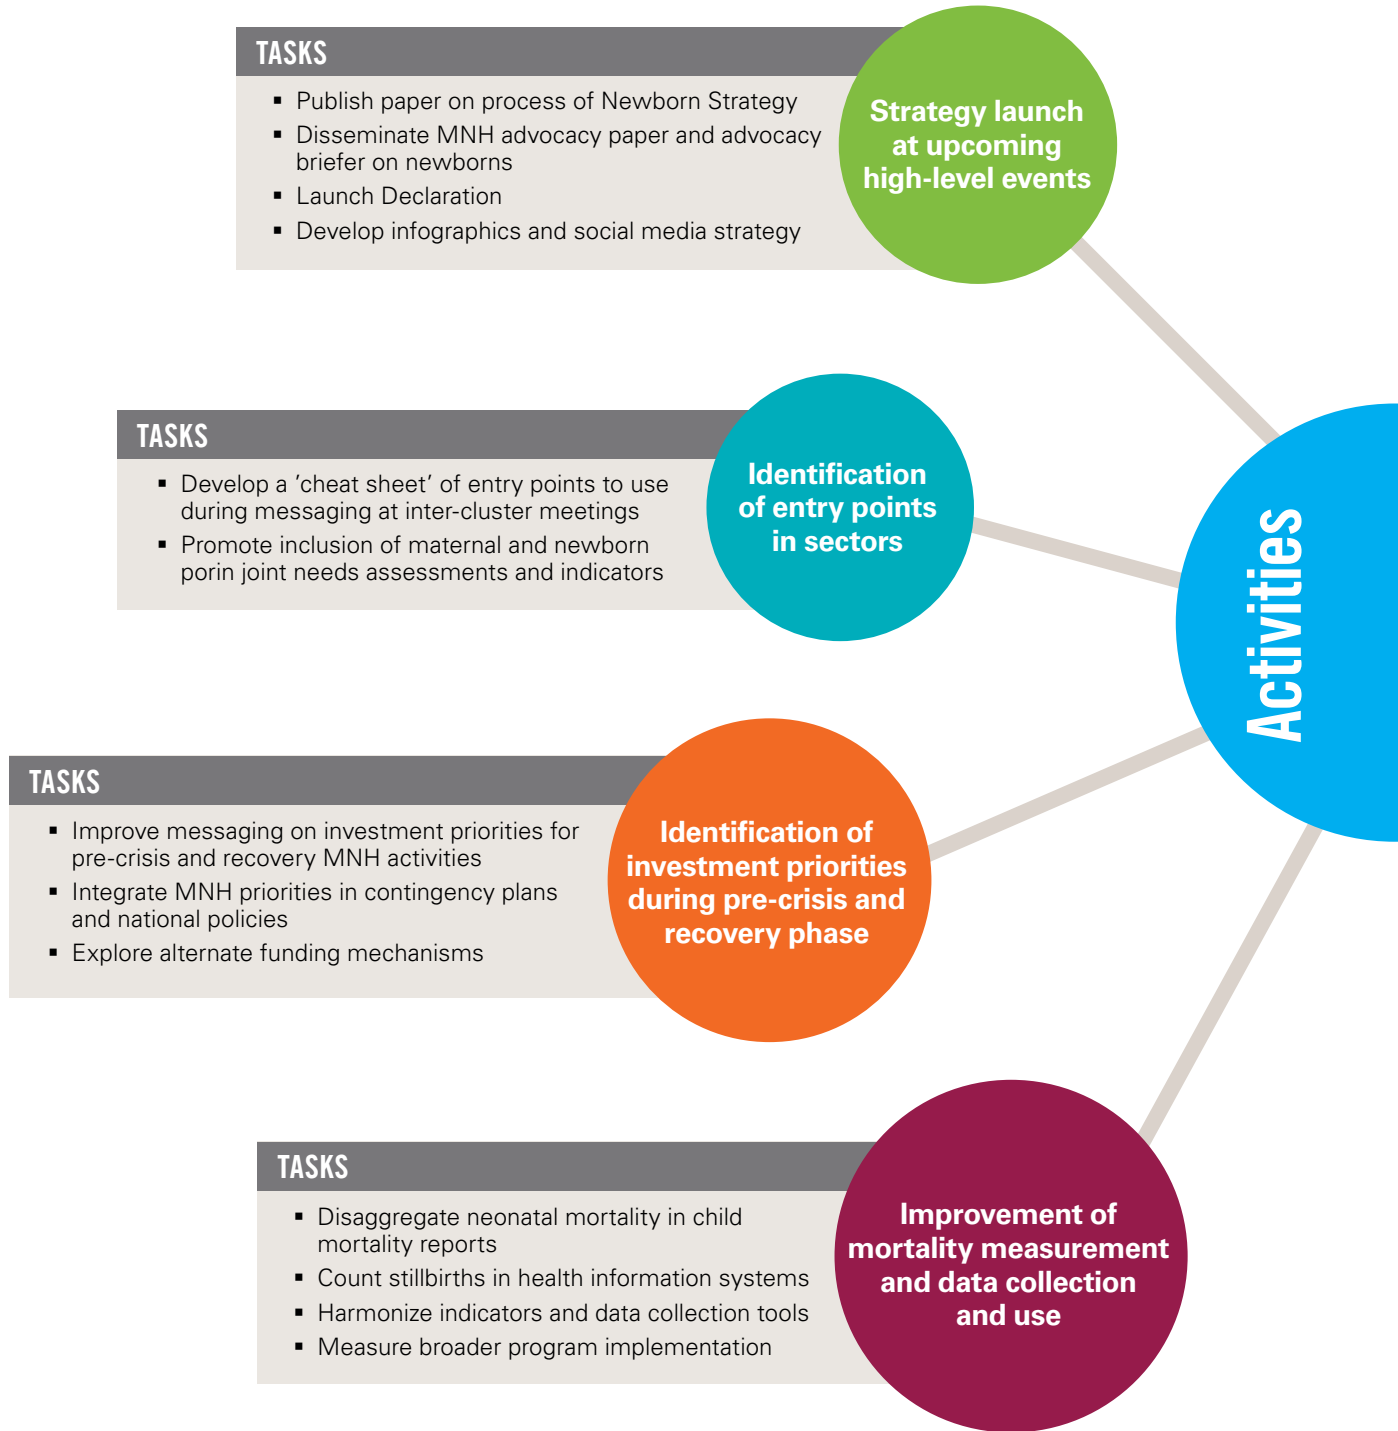 TASKS
▪ Publish paper on process of Newborn Strategy
▪ Disseminate MNH advocacy paper and advocacy
briefer on newborns
▪ Launch Declaration
▪ Develop infographics and social media strategy
Strategy launch
at upcoming
high-level events
TASKS
▪ Develop a ‘cheat sheet’ of entry points to use
during messaging at inter-cluster meetings
▪ Promote inclusion of maternal and newborn
porin joint needs assessments and indicators
Identification
of entry points
in sectors
Activities
TASKS
▪ Improve messaging on investment priorities for
pre-crisis and recovery MNH activities
▪ Integrate MNH priorities in contingency plans
and national policies
▪ Explore alternate funding mechanisms
Identification of
investment priorities
during pre-crisis and
recovery phase
TASKS
▪ Disaggregate neonatal mortality in child
mortality reports
▪ Count stillbirths in health information systems
▪ Harmonize indicators and data collection tools
▪ Measure broader program implementation
Improvement of
mortality measurement
and data collection
and use